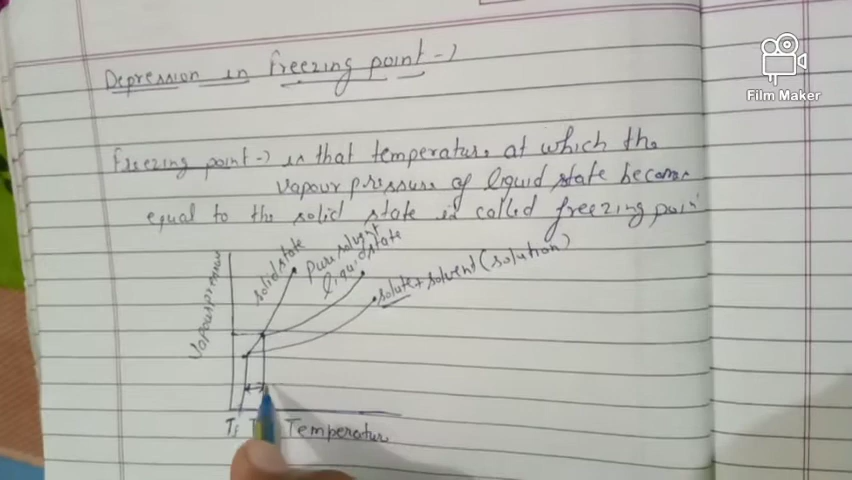 Depression in freezing point →
Film Maker
Freezing point → is that temperature at which the
vapour pressure of liquid state become
equal to the solid state is called freezing point
Vapour pressure
solid state
pure solvent
liquid state
solute + solvent (solution)
Tf
Temperature